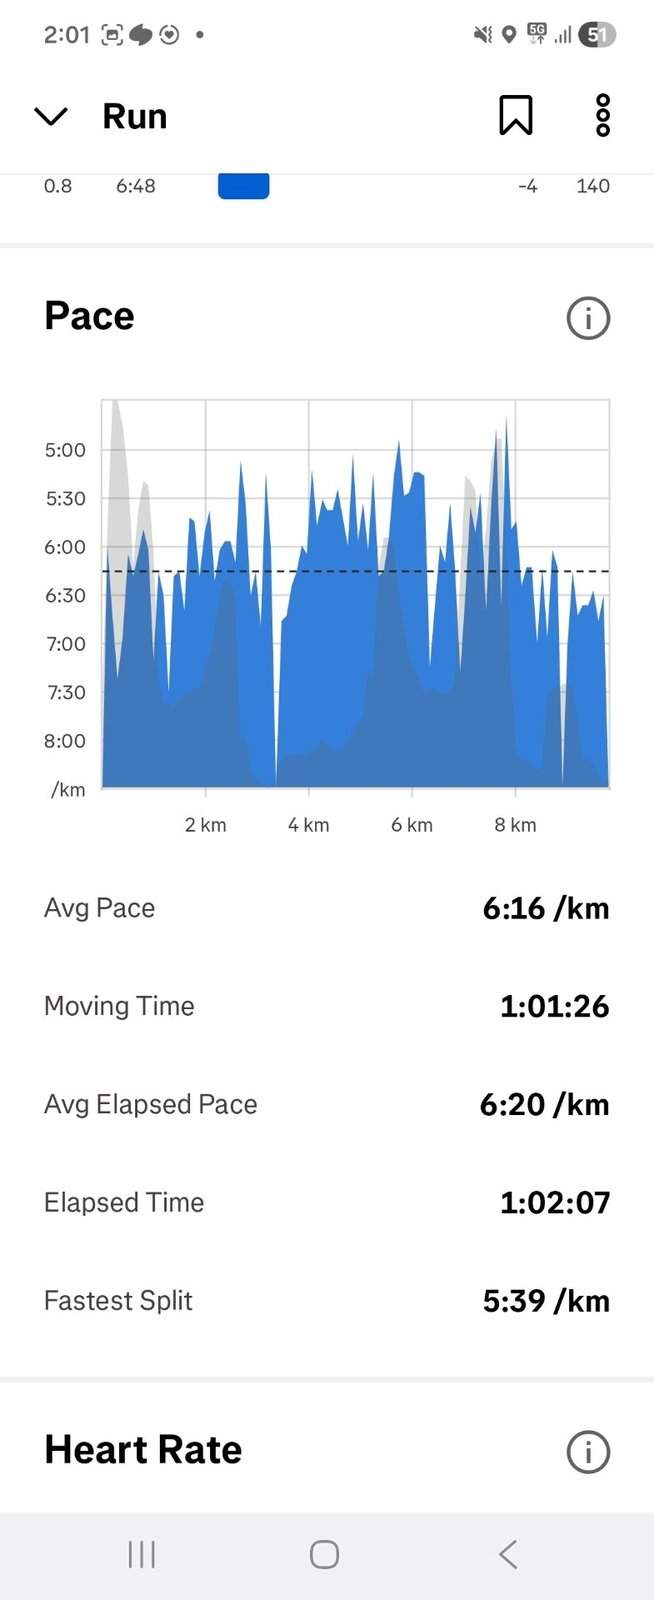 2:01 5G 51
Run
0.8 6:48 -4 140
Pace
5:00
5:30
6:00
6:30
7:00
7:30
8:00
/km
2 km 4 km 6 km 8 km
Avg Pace 6:16 /km
Moving Time 1:01:26
Avg Elapsed Pace 6:20 /km
Elapsed Time 1:02:07
Fastest Split 5:39 /km
Heart Rate